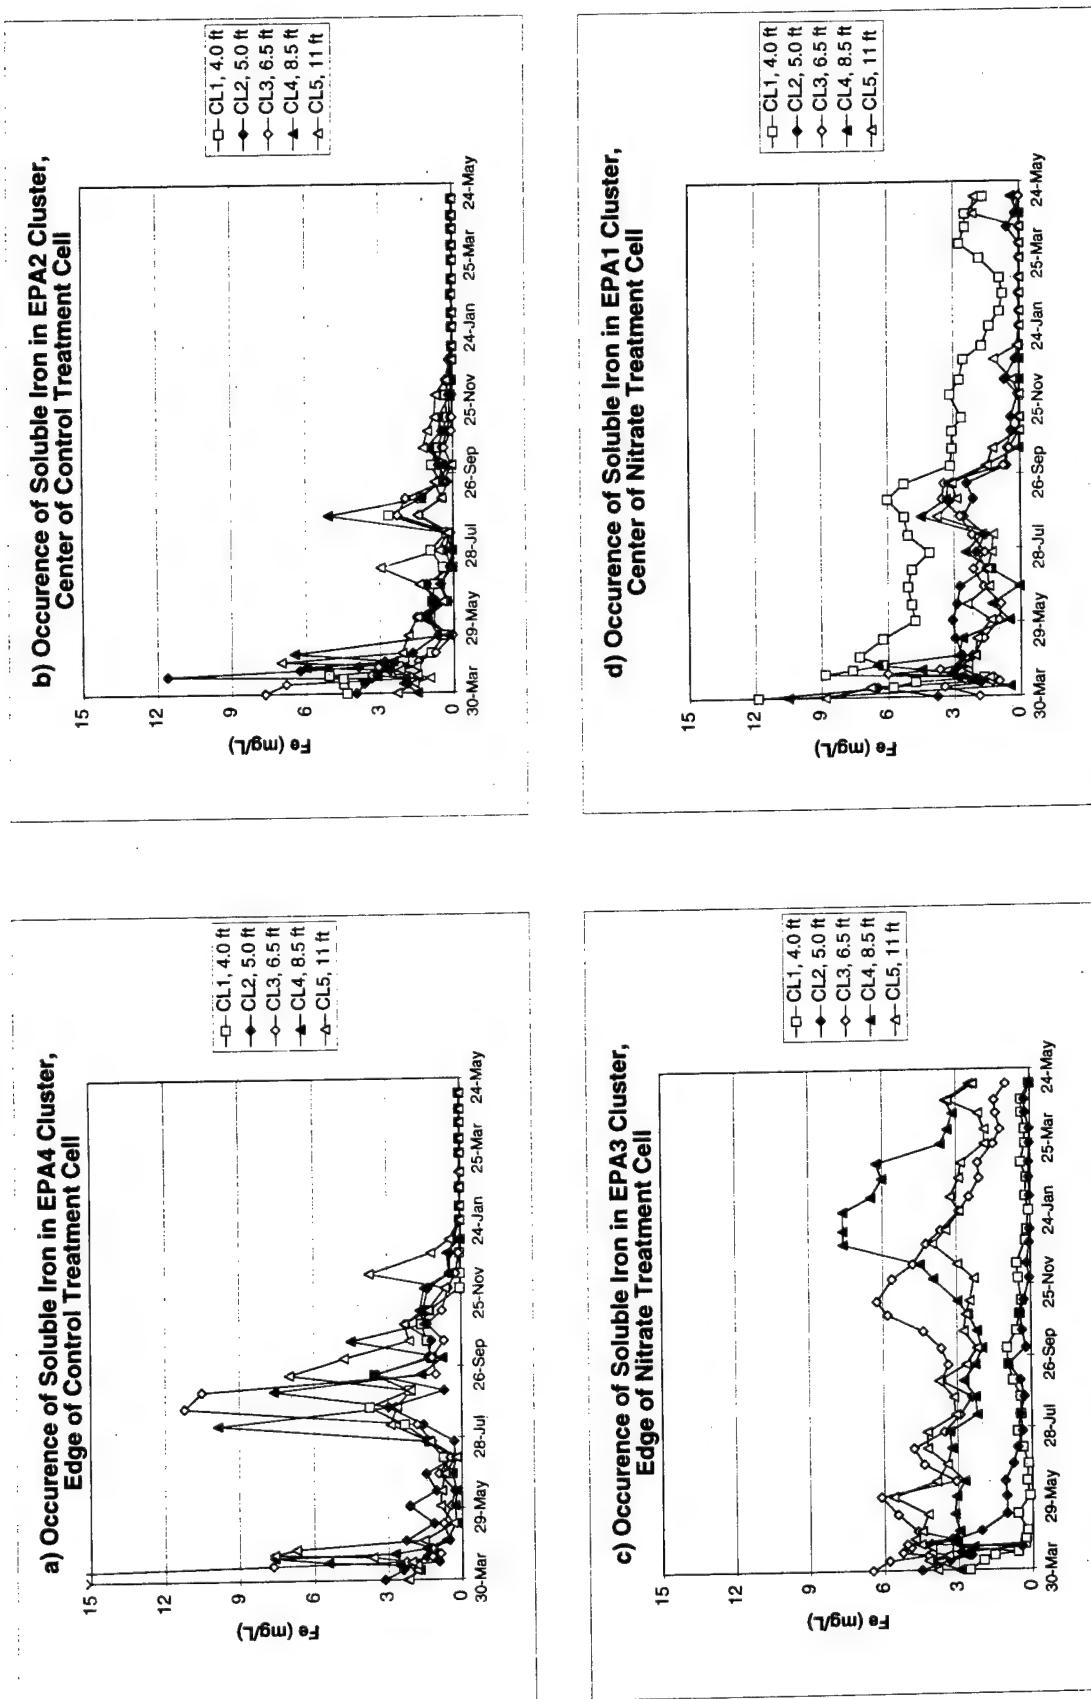 a) Occurence of Soluble Iron in EPA4 Cluster,
Edge of Control Treatment Cell
15
12
9
6
3
0
Fe (mg/L)
30-Mar
29-May
28-Jul
26-Sep
25-Nov
24-Jan
25-Mar
24-May
CL1, 4.0 ft
CL2, 5.0 ft
CL3, 6.5 ft
CL4, 8.5 ft
CL5, 11 ft
b) Occurence of Soluble Iron in EPA2 Cluster,
Center of Control Treatment Cell
15
12
9
6
3
0
Fe (mg/L)
30-Mar
29-May
28-Jul
26-Sep
25-Nov
24-Jan
25-Mar
24-May
CL1, 4.0 ft
CL2, 5.0 ft
CL3, 6.5 ft
CL4, 8.5 ft
CL5, 11 ft
c) Occurence of Soluble Iron in EPA3 Cluster,
Edge of Nitrate Treatment Cell
15
12
9
6
3
0
Fe (mg/L)
30-Mar
29-May
28-Jul
26-Sep
25-Nov
24-Jan
25-Mar
24-May
CL1, 4.0 ft
CL2, 5.0 ft
CL3, 6.5 ft
CL4, 8.5 ft
CL5, 11 ft
d) Occurence of Soluble Iron in EPA1 Cluster,
Center of Nitrate Treatment Cell
15
12
9
6
3
0
Fe (mg/L)
30-Mar
29-May
28-Jul
26-Sep
25-Nov
24-Jan
25-Mar
24-May
CL1, 4.0 ft
CL2, 5.0 ft
CL3, 6.5 ft
CL4, 8.5 ft
CL5, 11 ft